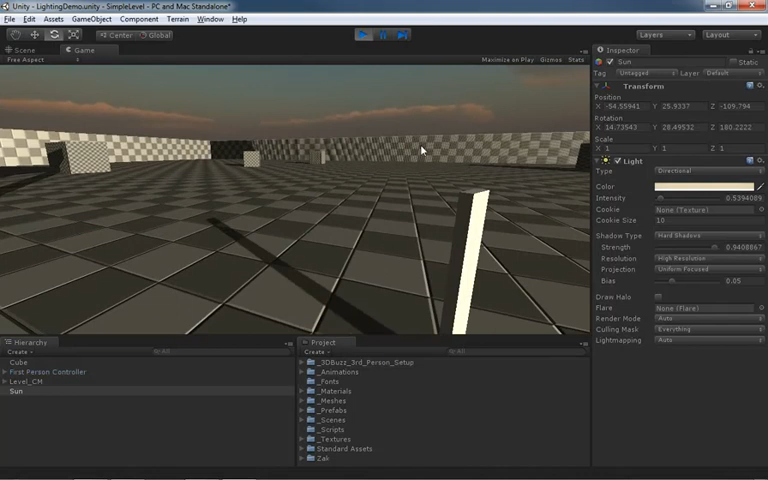 Unity - LightingDemo.unity - SimpleLevel - PC and Mac Standalone*
File Edit Assets GameObject Component Terrain Window Help
Center Global Layers Layout
Scene Game
Free Aspect Maximize on Play Gizmos Stats
Inspector
Sun Static
Tag Untagged Layer Default
Transform
Position
X -54.55941 Y 25.9337 Z -109.794
Rotation
X 14.73543 Y 28.49532 Z 180.2222
Scale
X 1 Y 1 Z 1
Light
Type Directional
Color
Intensity 0.5394089
Cookie None (Texture)
Cookie Size 10
Shadow Type Hard Shadows
Strength 0.9408867
Resolution High Resolution
Projection Uniform Focused
Bias 0.05
Draw Halo
Flare None (Flare)
Render Mode Auto
Culling Mask Everything
Lightmapping Auto
Hierarchy
Create All
Cube
First Person Controller
Level_CM
Sun
Project
Create All
_3DBuzz_3rd_Person_Setup
_Animations
_Fonts
_Materials
_Meshes
_Prefabs
_Scenes
_Scripts
_Textures
Standard Assets
Zak